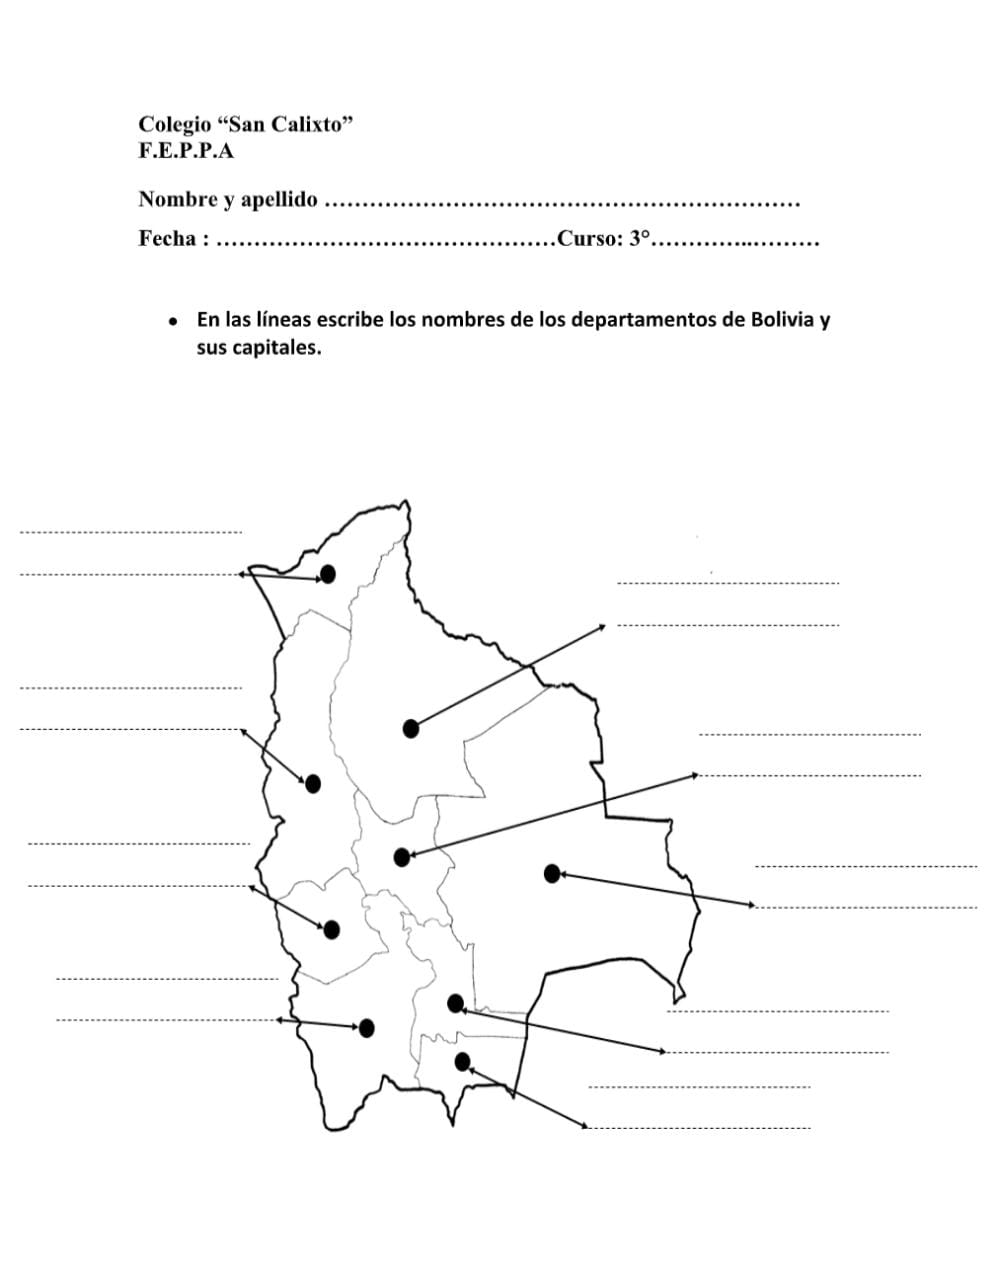 Colegio “San Calixto”
F.E.P.P.A
Nombre y apellido ……………………………………………………
Fecha : ………………………………………Curso: 3°…………..………
• En las líneas escribe los nombres de los departamentos de Bolivia y
sus capitales.